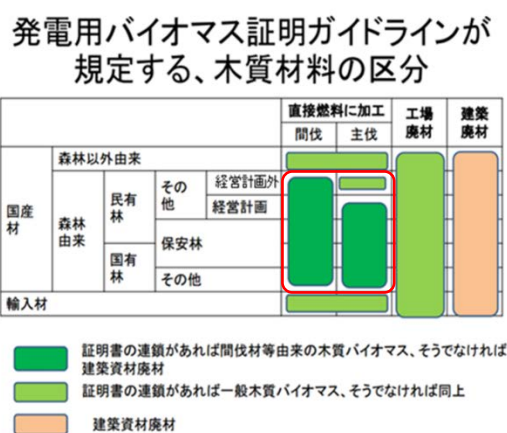 発電用バイオマス証明ガイドラインが
規定する、木質材料の区分
直接燃料に加工
工場廃材
建築廃材
間伐
主伐
国産材
森林以外由来
森林由来
民有林
その他
経営計画外
経営計画
保安林
国有林
その他
輸入材
証明書の連鎖があれば間伐材等由来の木質バイオマス、そうでなければ
建築資材廃材
証明書の連鎖があれば一般木質バイオマス、そうでなければ同上
建築資材廃材